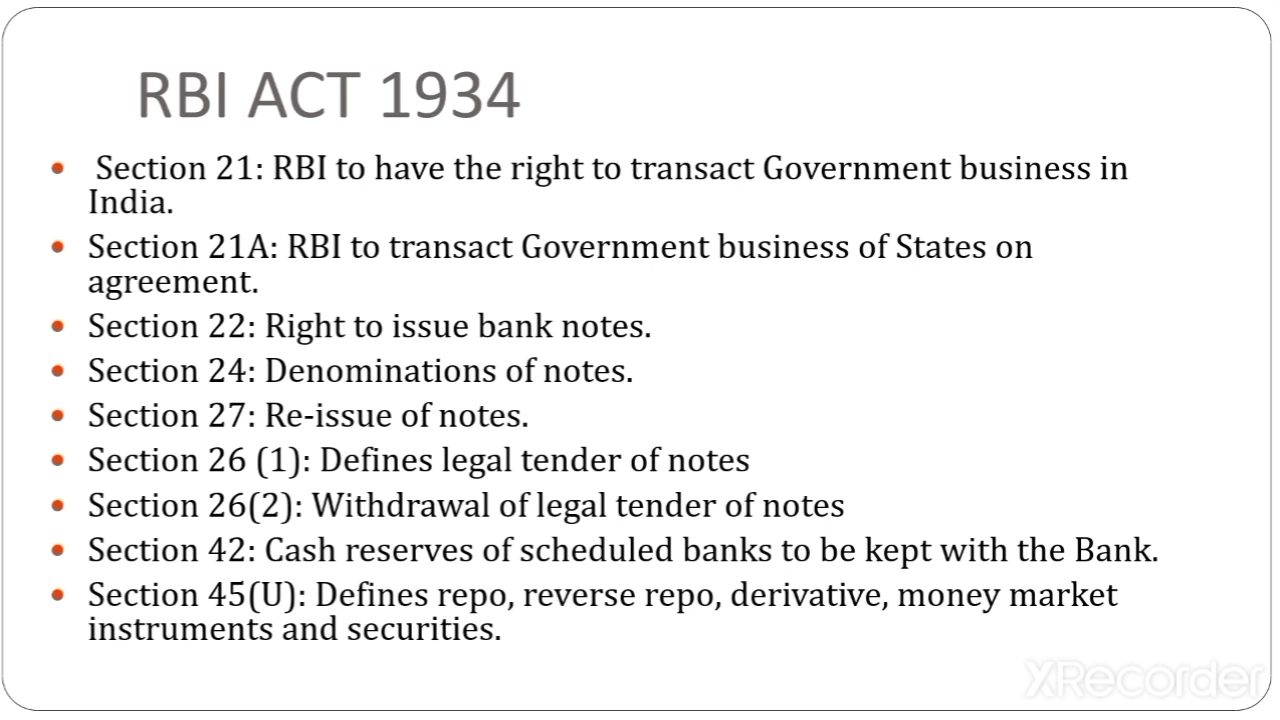 RBI ACT 1934
• Section 21: RBI to have the right to transact Government business in
India.
• Section 21A: RBI to transact Government business of States on
agreement.
• Section 22: Right to issue bank notes.
• Section 24: Denominations of notes.
• Section 27: Re-issue of notes.
• Section 26 (1): Defines legal tender of notes
• Section 26(2): Withdrawal of legal tender of notes
• Section 42: Cash reserves of scheduled banks to be kept with the Bank.
• Section 45(U): Defines repo, reverse repo, derivative, money market
instruments and securities.
XRecorder